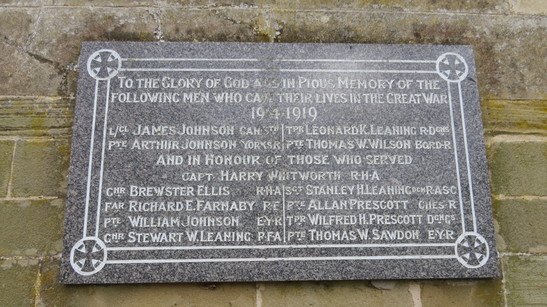 TO THE GLORY OF GOD AND IN PIOUS MEMORY OF THE
FOLLOWING MEN WHO GAVE THEIR LIVES IN THE GREAT WAR
1914-1919
L/CL JAMES JOHNSON TPR LEONARD K. LEANING R.DGNS
PTE ARTHUR JOHNSON YORKS.R. PTE THOMAS W. WILSON BORD-R.
AND IN HONOUR OF THOSE WHO SERVED
CAPT HARRY WHITWORTH R.H.A.
GNR BREWSTER ELLIS R.H.A. SGT STANLEY H. LEANING R.A.S.C
FAR RICHARD E. FARNABY R.F. PTE ALLAN PRESCOTT
PTE WILLIAM JOHNSON E.Y.R. TPR WILFRED H. PRESCOTT DGNS
GNR STEWART W. LEANING R.F.A. PTE THOMAS W. SAWDON E.Y.R.